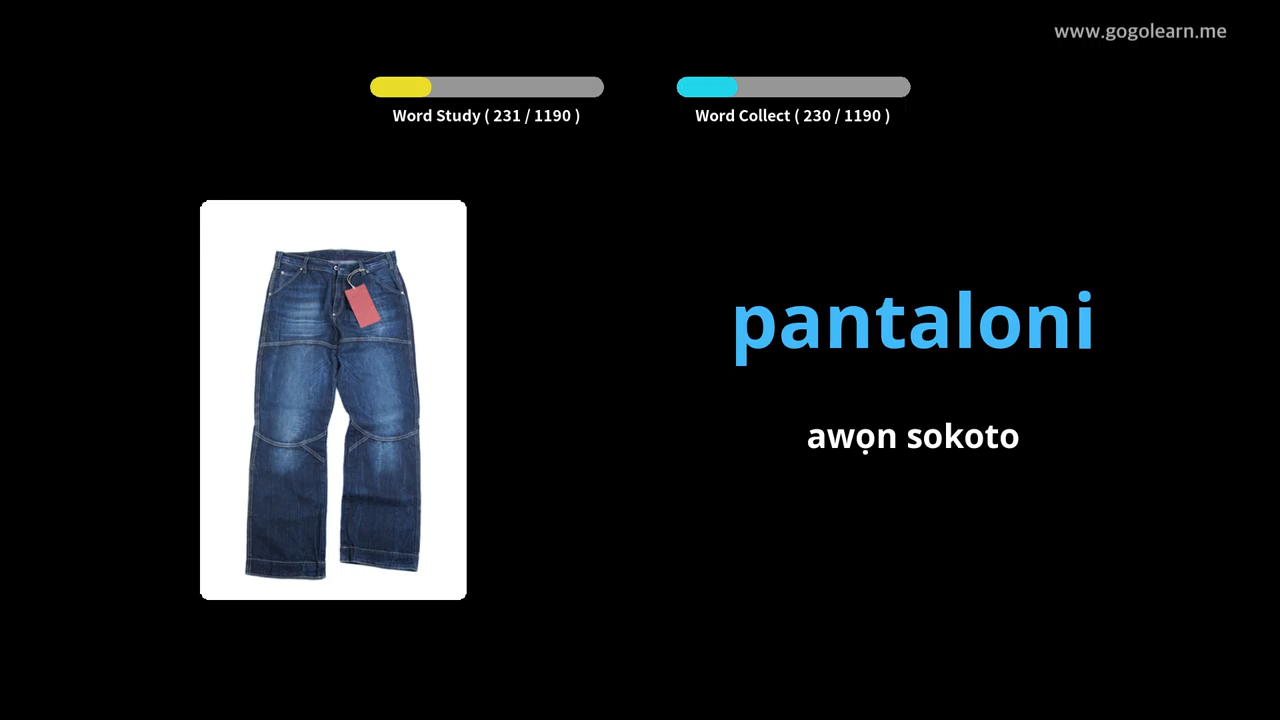 www.gogolearn.me
Word Study ( 231 / 1190 )
Word Collect ( 230 / 1190 )
pantaloni
awọn sokoto